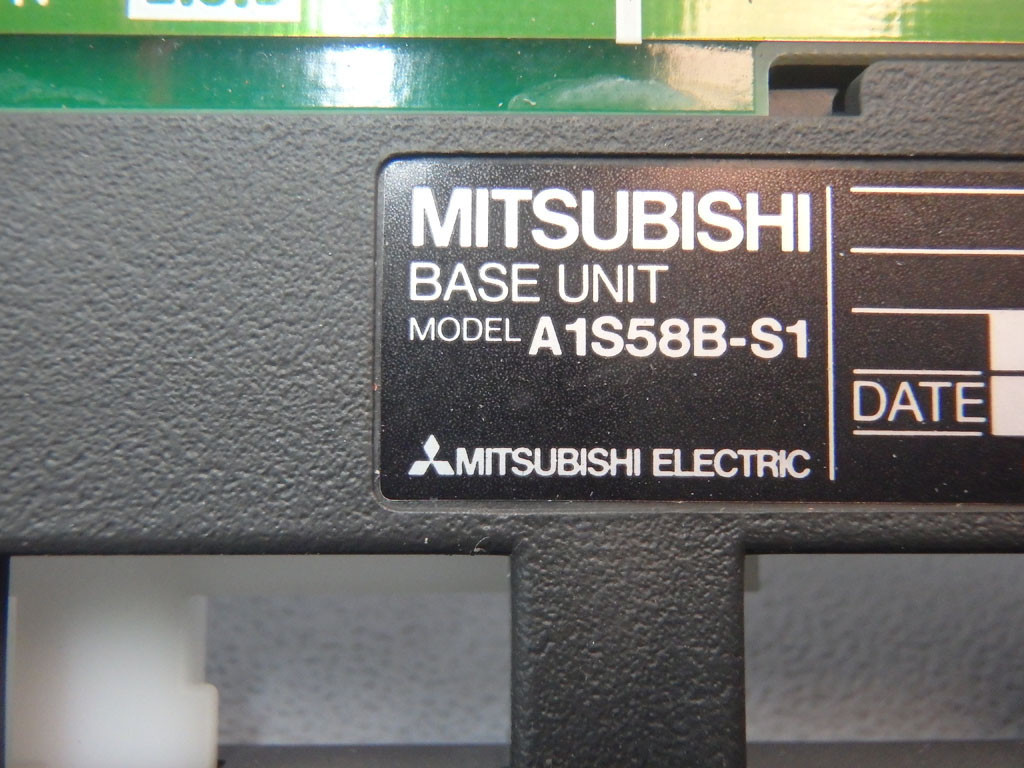 MITSUBISHI
BASE UNIT
MODEL A1S58B-S1
MITSUBISHI ELECTRIC
DATE